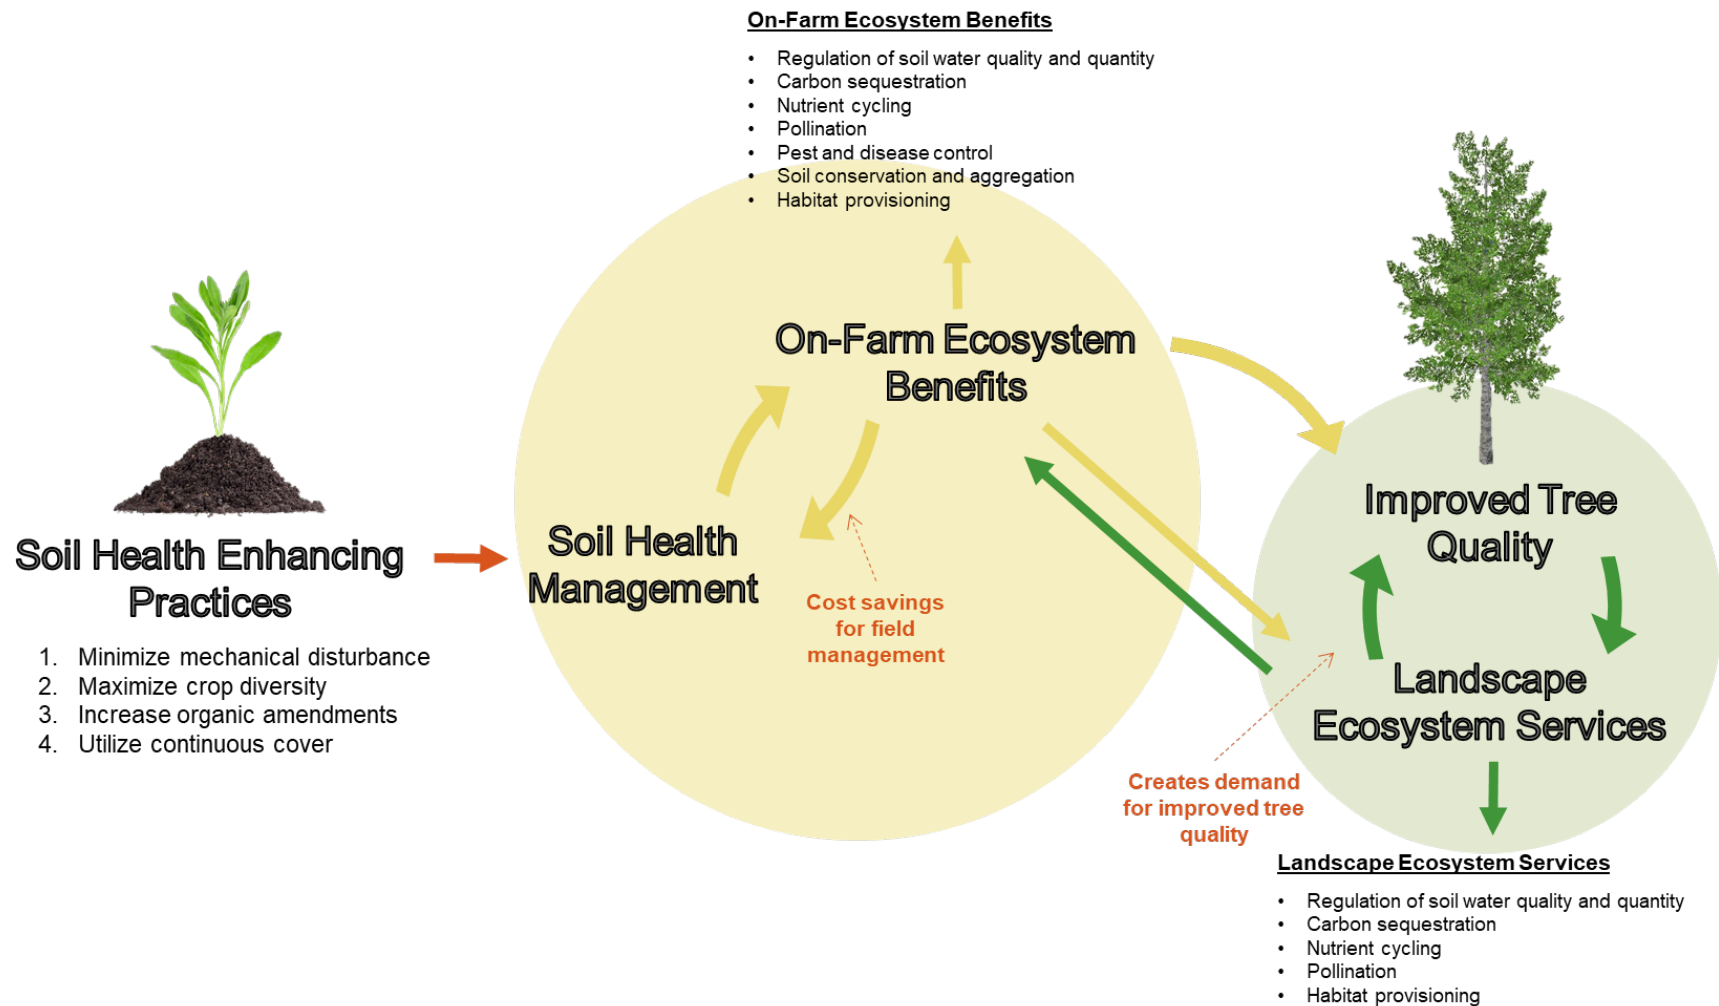 On-Farm Ecosystem Benefits
• Regulation of soil water quality and quantity
• Carbon sequestration
• Nutrient cycling
• Pollination
• Pest and disease control
• Soil conservation and aggregation
• Habitat provisioning
Soil Health Enhancing
Practices
1. Minimize mechanical disturbance
2. Maximize crop diversity
3. Increase organic amendments
4. Utilize continuous cover
Soil Health
Management
On-Farm Ecosystem
Benefits
Cost savings
for field
management
Improved Tree
Quality
Landscape
Ecosystem Services
Creates demand
for improved tree
quality
Landscape Ecosystem Services
• Regulation of soil water quality and quantity
• Carbon sequestration
• Nutrient cycling
• Pollination
• Habitat provisioning